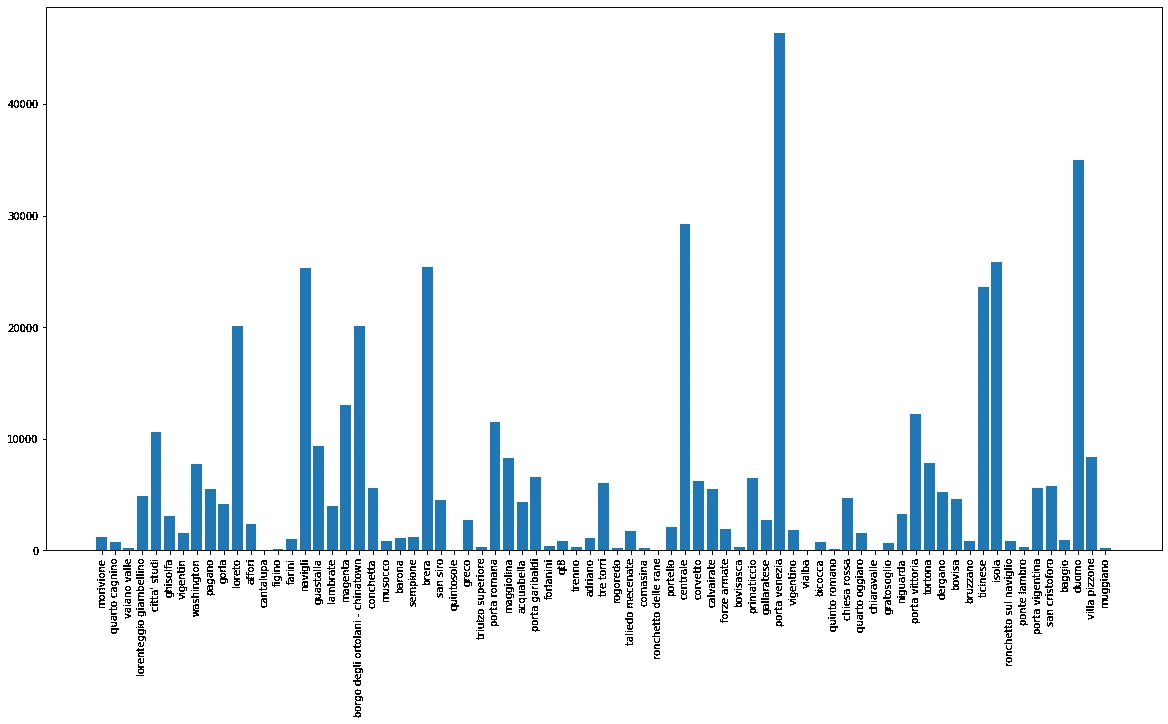 40000
30000
20000
10000
0
morivione
quarto cagnino
vaiano valle
lorenteggio giambellino
citta' studi
ghisolfa
vigentin
washington
pagano
gorla
loreto
affori
cantalupa
figino
farini
navigli
guastalla
lambrate
magenta
borgo degli ortolani - chinatown
conchetta
musocco
barona
sempione
brera
san siro
quintosole
greco
triulzo superiore
porta romana
maggiolina
acquabella
porta garibaldi
forlanini
qt8
trenno
adriano
tre torri
rogoredo
taliedo mecenate
comasina
ronchetto delle rane
portello
centrale
corvetto
calvairate
forze armate
bovisasca
primaticcio
gallaratese
porta venezia
vigentino
vialba
bicocca
quinto romano
chiesa rossa
quarto oggiaro
chiaravalle
gratosoglio
niguarda
porta vittoria
tortona
dergano
bovisa
bruzzano
ticinese
isola
ronchetto sul naviglio
ponte lambro
porta vigentina
san cristoforo
baggio
duomo
villa pizzone
muggiano